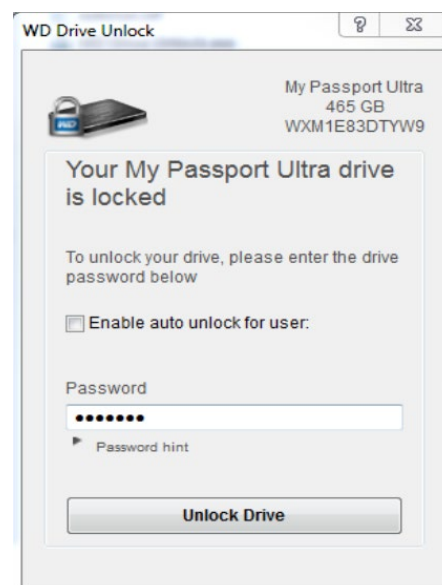 WD Drive Unlock
My Passport Ultra
465 GB
WXM1E83DTYW9
WD
Your My Passport Ultra drive
is locked
To unlock your drive, please enter the drive
password below
Enable auto unlock for user:
Password
•••••••
Password hint
Unlock Drive